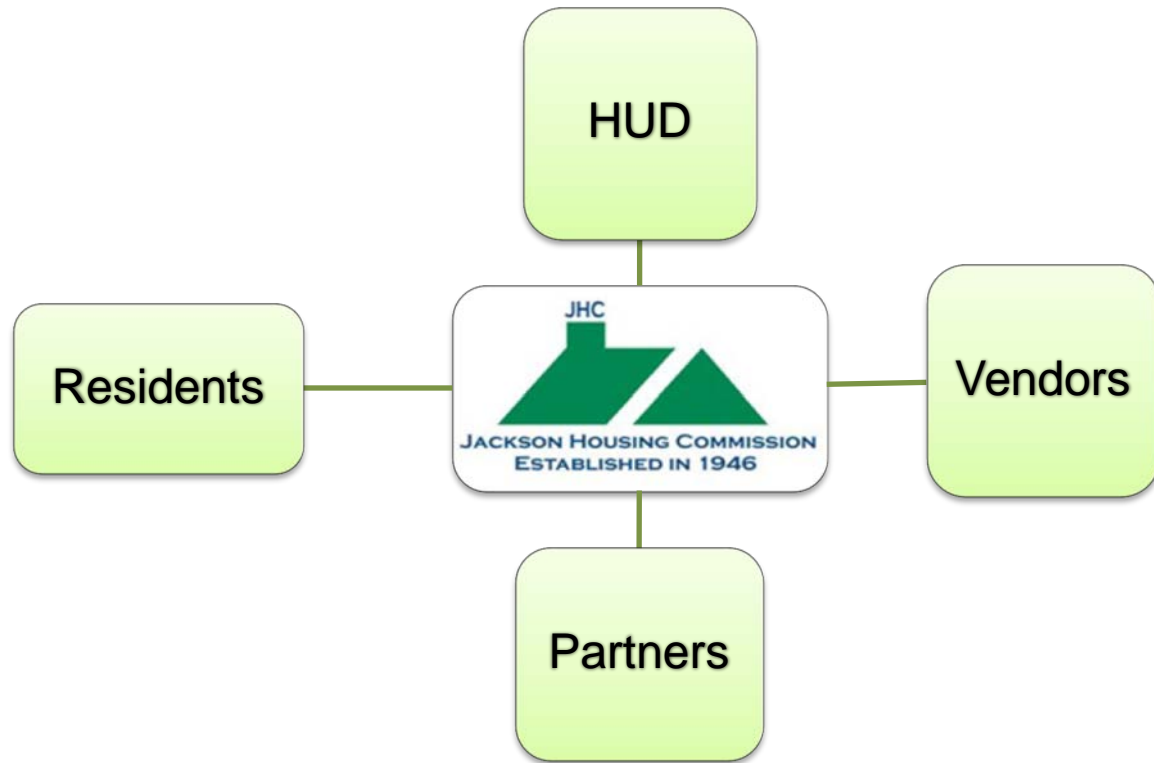 HUD
JHC
JACKSON HOUSING COMMISSION
ESTABLISHED IN 1946
Residents
Vendors
Partners